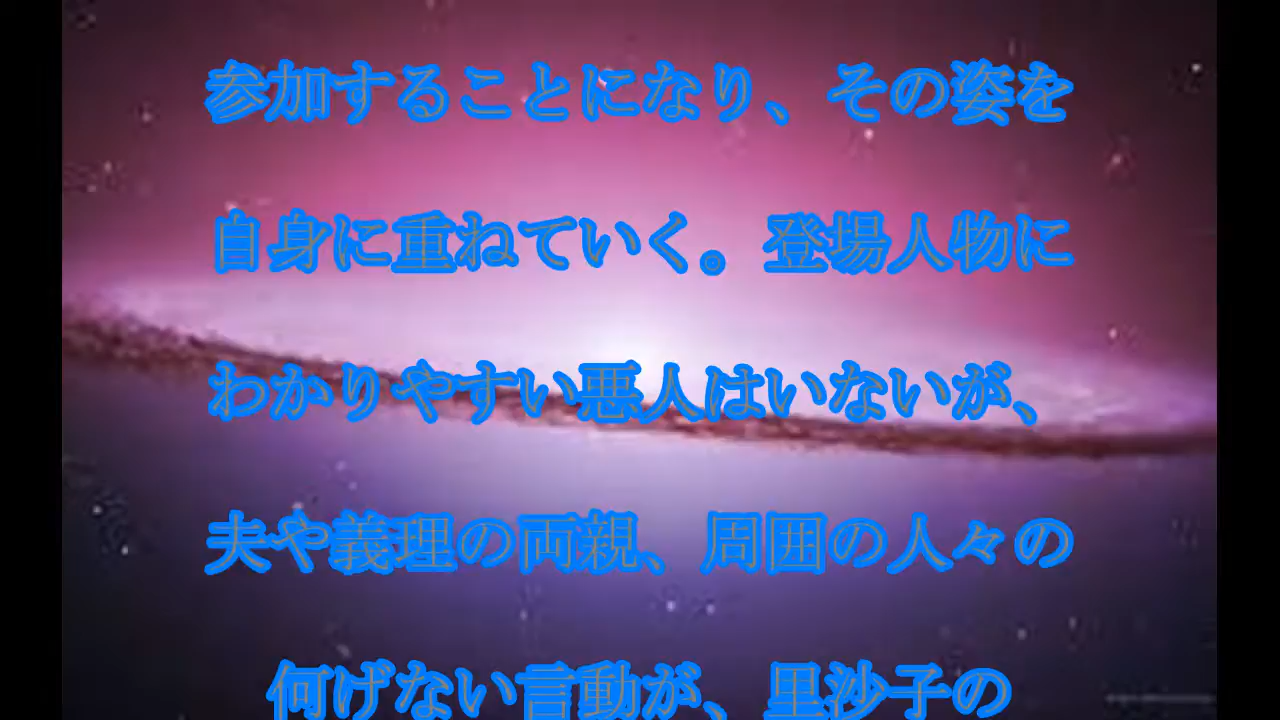 参加することになり、その姿を
自身に重ねていく。登場人物に
わかりやすい悪人はいないが、
夫や義理の両親、周囲の人々の
何げない言動が、里沙子の